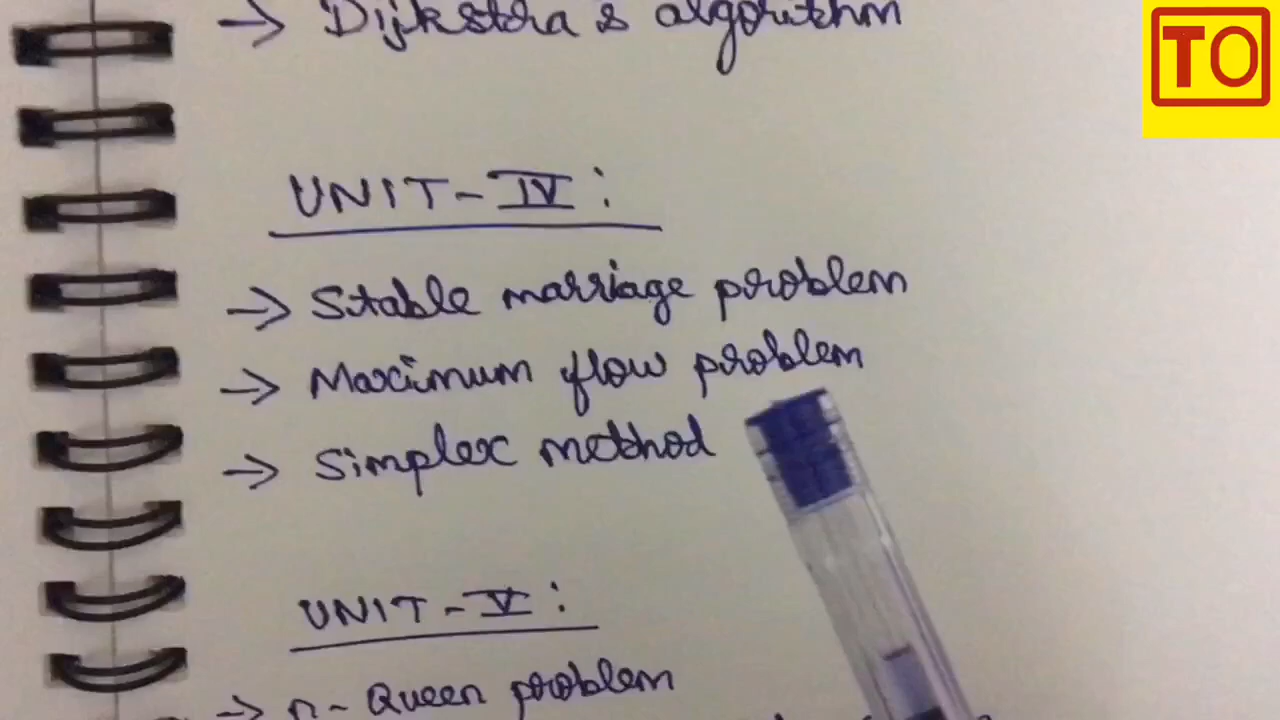 → Dijkstra's algorithm
TO
UNIT-IV:
→ Stable marriage problem
→ Maximum flow problem
→ Simplex method
UNIT-V:
→ n-Queen problem